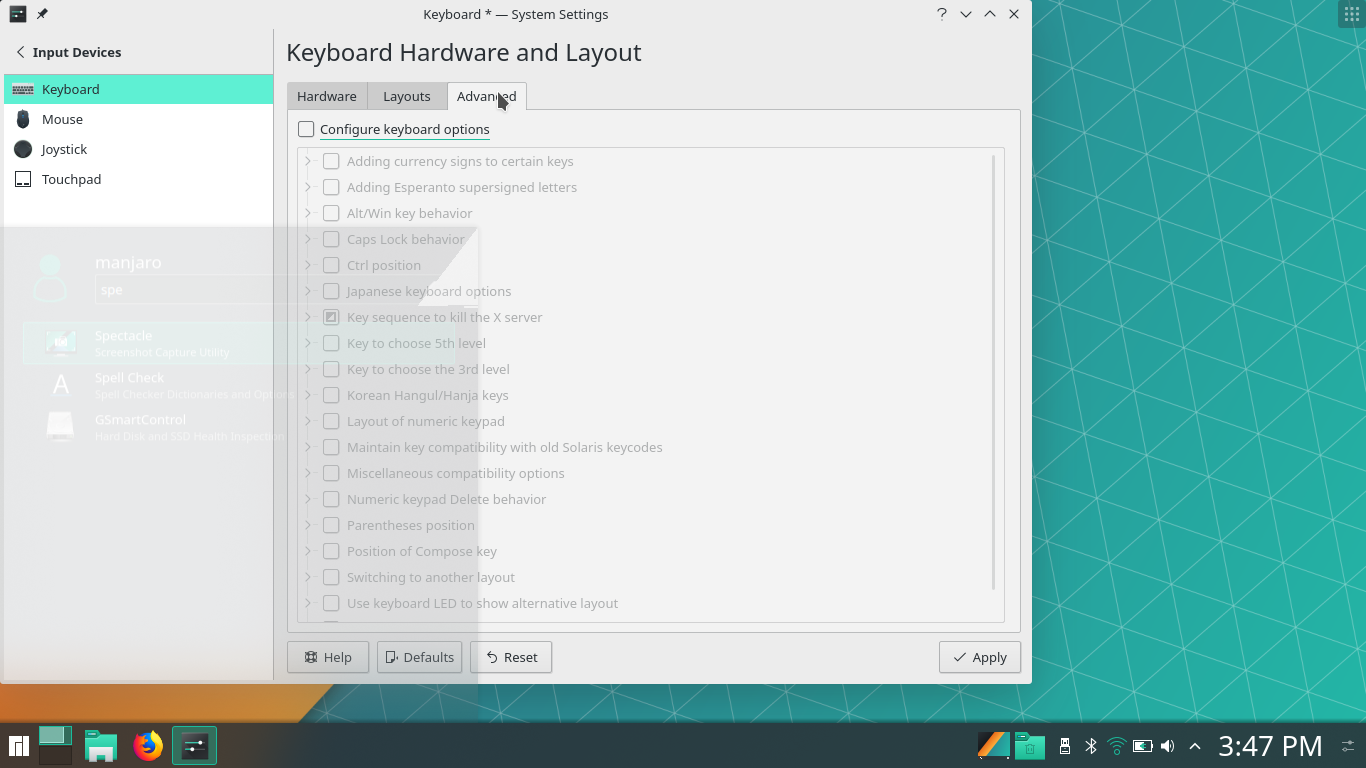 Keyboard * — System Settings
Input Devices
Keyboard
Mouse
Joystick
Touchpad
Keyboard Hardware and Layout
Hardware
Layouts
Advanced
Configure keyboard options
Adding currency signs to certain keys
Adding Esperanto supersigned letters
Alt/Win key behavior
Caps Lock behavior
Ctrl position
Japanese keyboard options
Key sequence to kill the X server
Key to choose 5th level
Key to choose the 3rd level
Korean Hangul/Hanja keys
Layout of numeric keypad
Maintain key compatibility with old Solaris keycodes
Miscellaneous compatibility options
Numeric keypad Delete behavior
Parentheses position
Position of Compose key
Switching to another layout
Use keyboard LED to show alternative layout
manjaro
spe
Spectacle
Screenshot Capture Utility
Spell Check
Spell Checker Dictionaries and Options
GSmartControl
Hard Disk and SSD Health Inspection
Help
Defaults
Reset
Apply
3:47 PM